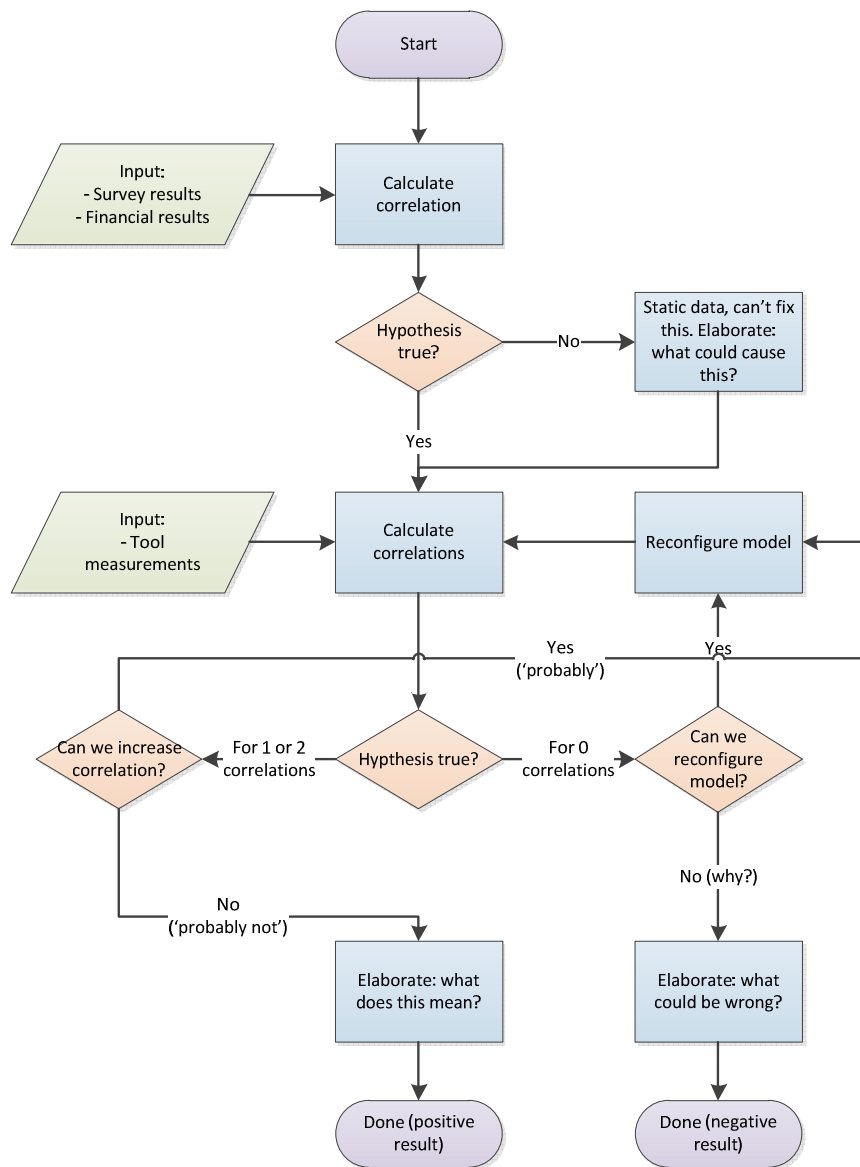 Start
Input:
- Survey results
- Financial results
Calculate
correlation
Hypothesis
true?
No
Static data, can’t fix
this. Elaborate:
what could cause
this?
Yes
Input:
- Tool
measurements
Calculate
correlations
Reconfigure model
Yes
(‘probably’)
Yes
Can we increase
correlation?
For 1 or 2
correlations
Hypthesis true?
For 0
correlations
Can we
reconfigure
model?
No (why?)
No
(‘probably not’)
Elaborate: what
does this mean?
Elaborate: what
could be wrong?
Done (positive
result)
Done (negative
result)